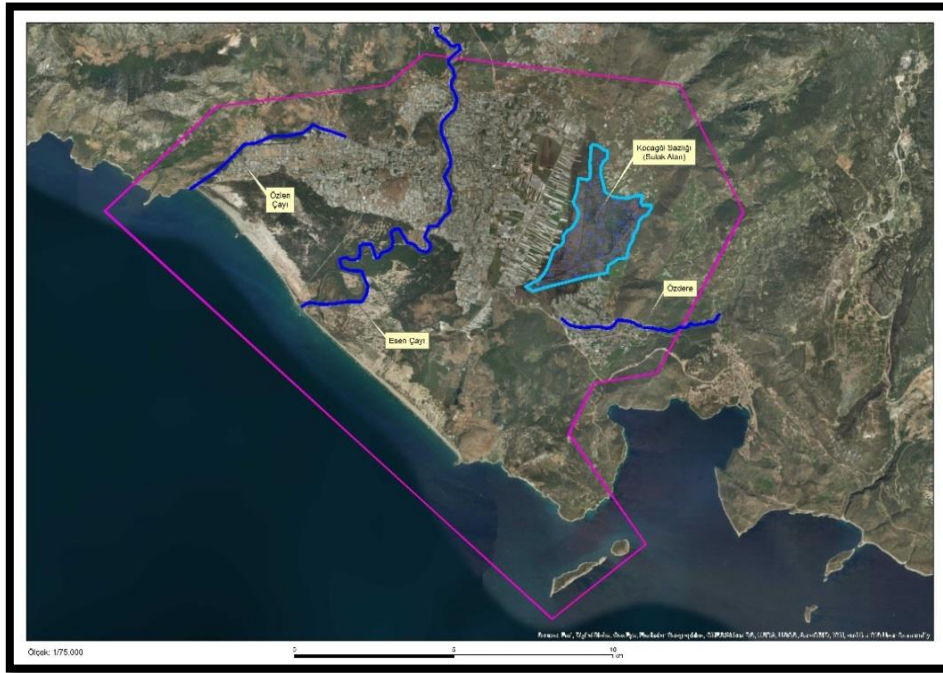 Kocagöl Sazlığı
(Sulak Alan)
Özlen
Çayı
Özdere
Esen Çayı
Ölçek: 1/75.000
0
5
10